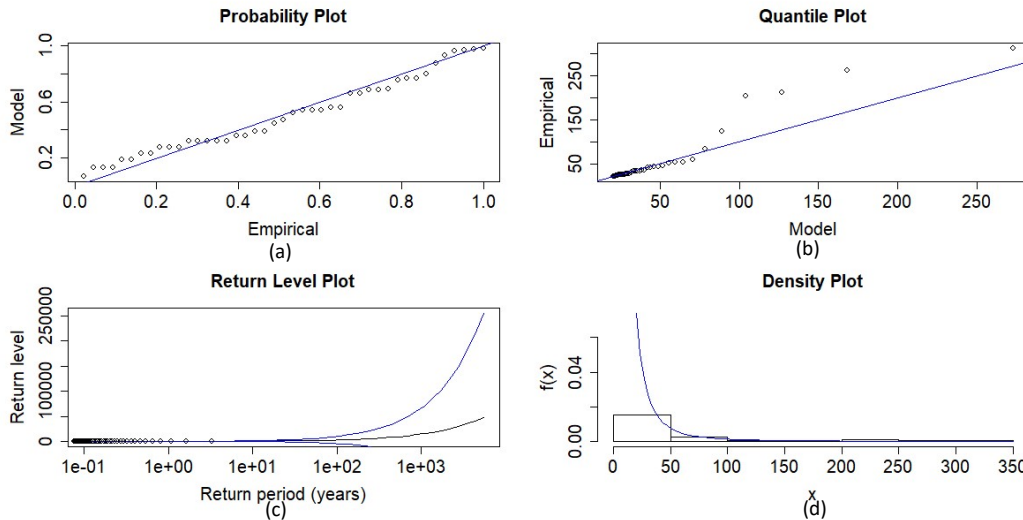 Probability Plot
Model
0.2 0.6 1.0
0.0 0.2 0.4 0.6 0.8 1.0
Empirical
(a)
Quantile Plot
Empirical
50 150 250
50 100 150 200 250
Model
(b)
Return Level Plot
Return level
0 1000000 2500000
1e-01 1e+00 1e+01 1e+02 1e+03
Return period (years)
(c)
Density Plot
f(x)
0.00 0.04
0 50 100 150 200 250 300 350
x
(d)